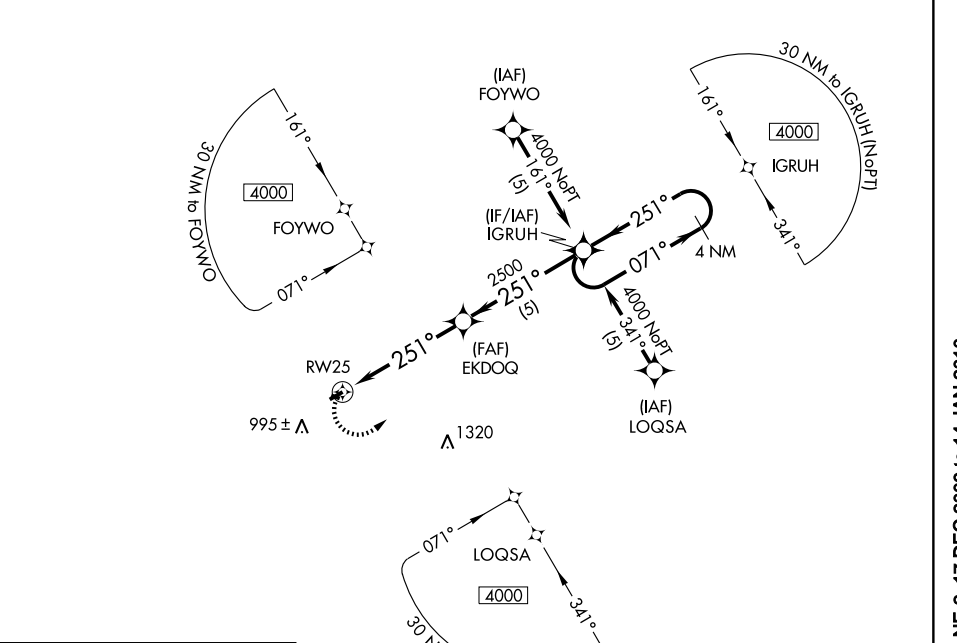 30 NM to IGRUH (NoPT)
161°
4000
IGRUH
341°
(IAF)
FOYWO
4000 NoPT
161°
(5)
161°
30 NM to FOYWO
4000
FOYWO
071°
(IF/IAF)
IGRUH
251°
071°
4 NM
2500
251°
(5)
4000 NoPT
341°
(5)
(FAF)
EKDOQ
251°
RW25
(IAF)
LOQSA
995 ±
1320
071°
LOQSA
4000
341°